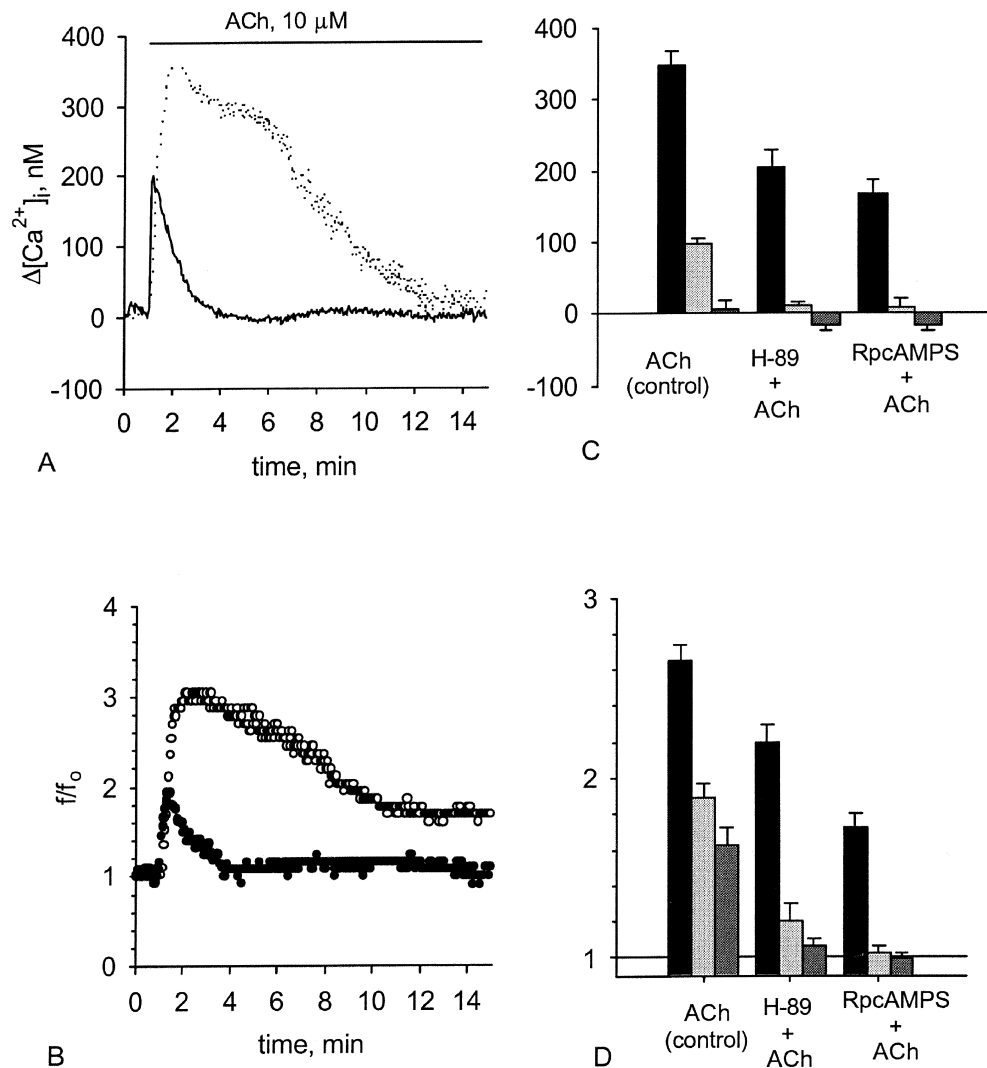 ACh, 10 μM
400
300
200
100
0
-100
Δ[Ca2+]i, nM
0 2 4 6 8 10 12 14
time, min
A
400
300
200
100
0
-100
ACh
(control)
H-89
+
ACh
RpcAMPS
+
ACh
C
4
3
2
1
0
f/fo
0 2 4 6 8 10 12 14
time, min
B
3
2
1
ACh
(control)
H-89
+
ACh
RpcAMPS
+
ACh
D